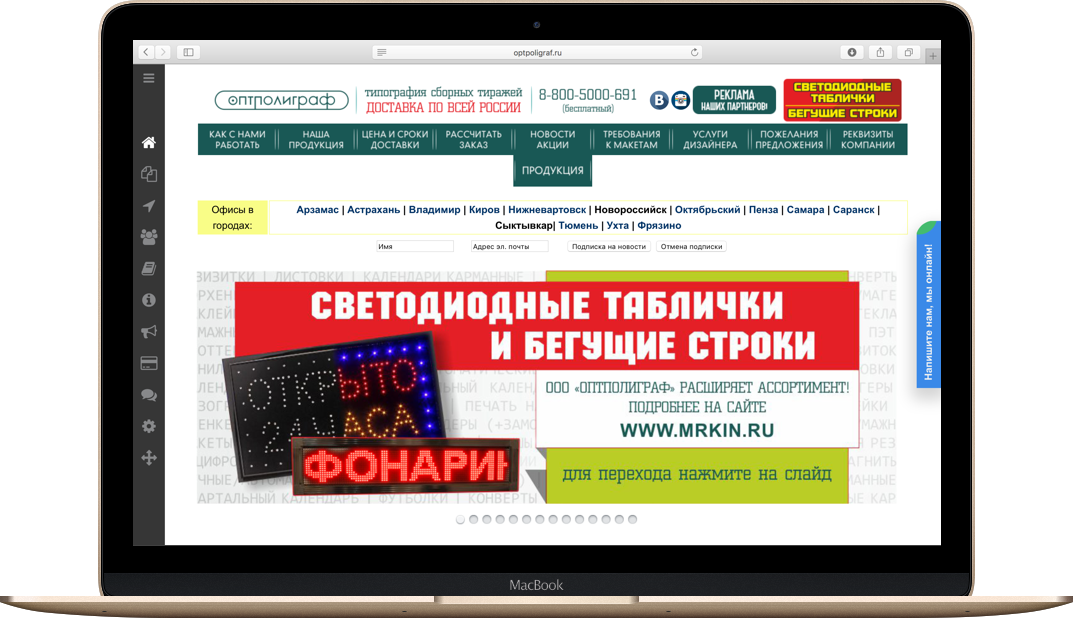 optpoligraf.ru
оптполиграф
типография сборных тиражей
ДОСТАВКА ПО ВСЕЙ РОССИИ
8-800-5000-691
(бесплатный)
В
РЕКЛАМА
НАШИХ ПАРТНЕРОВ!
СВЕТОДИОДНЫЕ
ТАБЛИЧКИ
БЕГУЩИЕ СТРОКИ
КАК С НАМИ
РАБОТАТЬ
НАША
ПРОДУКЦИЯ
ЦЕНА И СРОКИ
ДОСТАВКИ
РАССЧИТАТЬ
ЗАКАЗ
НОВОСТИ
АКЦИИ
ТРЕБОВАНИЯ
К МАКЕТАМ
УСЛУГИ
ДИЗАЙНЕРА
ПОЖЕЛАНИЯ
ПРЕДЛОЖЕНИЯ
РЕКВИЗИТЫ
КОМПАНИИ
ПРОДУКЦИЯ
Офисы в
городах:
Арзамас | Астрахань | Владимир | Киров | Нижневартовск | Новороссийск | Октябрьский | Пенза | Самара | Саранск |
Сыктывкар| Тюмень | Ухта | Фрязино
Имя
Адрес эл. почты
Подписка на новости
Отмена подписки
Напишите нам, мы онлайн!
ВИЗИТКИ | ЛИСТОВКИ | КАЛЕНДАРИ КАРМАННЫЕ |
СВЕТОДИОДНЫЕ ТАБЛИЧКИ
И БЕГУЩИЕ СТРОКИ
ОТКРЫТО
24 ЧАСА
ФОНАРИ
ООО «ОПТПОЛИГРАФ» РАСШИРЯЕТ АССОРТИМЕНТ!
ПОДРОБНЕЕ НА САЙТЕ
WWW.MRKIN.RU
для перехода нажмите на слайд
АРТАЛЬНЫЙ КАЛЕНДАРЬ | ФУТБОЛКИ | КОНВЕРТЫ
MacBook